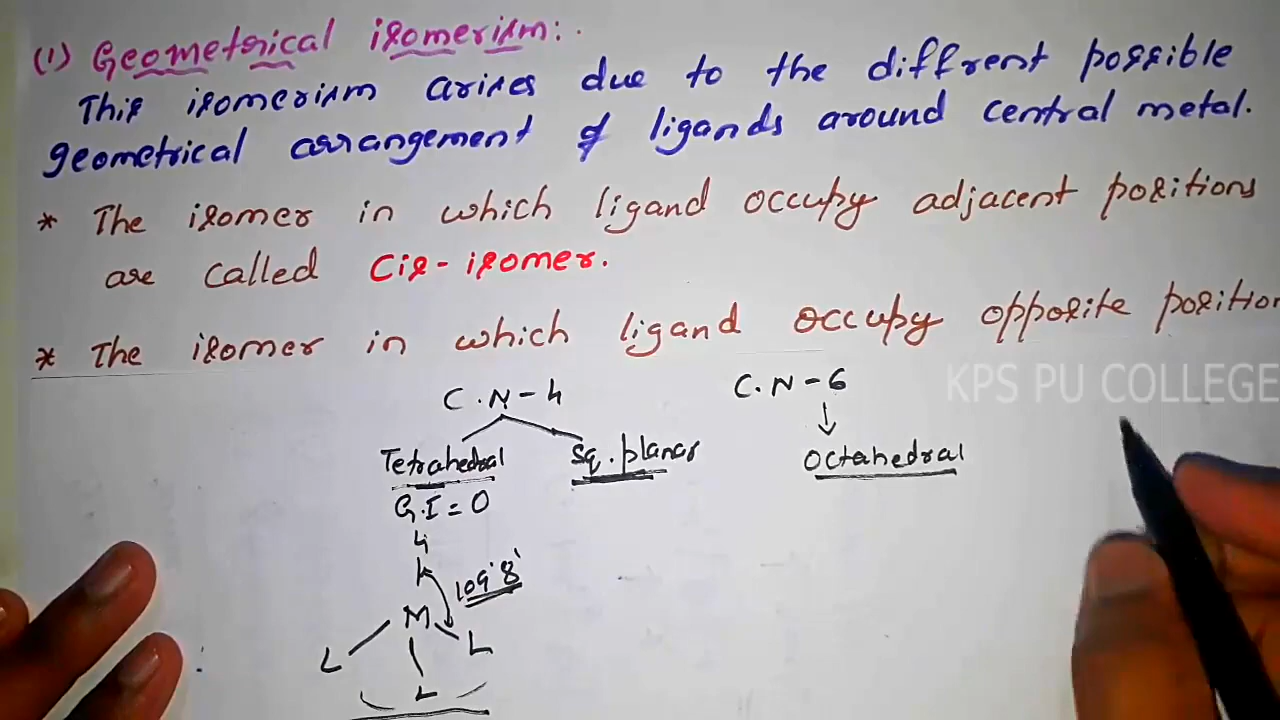 (1) Geometrical isomerism:.
This isomerism arises due to the diffrent possible
geometrical arrangement of ligands around central metal.
* The isomer in which ligand occupy adjacent positions
are called Cis-isomer.
* The isomer in which ligand occupy opposite position
C.N-4 C.N-6
KPS PU COLLEGE
Tetrahedral Sq. planar Octahedral
G.I = 0
109°8'
M
L L
L